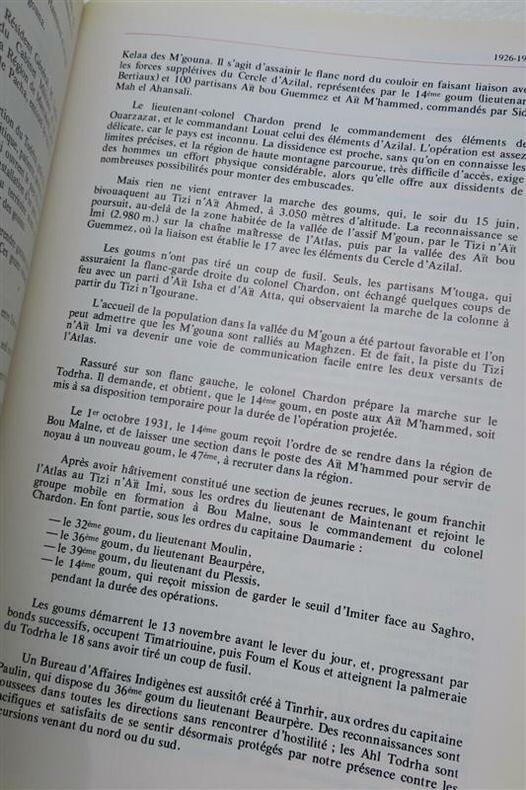 1926-19
Kelaa des M'gouna. Il s'agit d'assainir le flanc nord du couloir en faisant liaison ave
les forces supplétives du Cercle d'Azilal, représentées par le 14ème goum (lieutenan
Bertiaux) et 100 partisans Aït bou Guemmez et Aït M'hammed, commandés par Sid
Mah el Ahansali.
Le lieutenant-colonel Chardon prend le commandement des éléments de
Ouarzazat, et le commandant Louat celui des éléments d'Azilal. L'opération est assez
délicate, car le pays est inconnu. La dissidence est proche, sans qu'on en connaisse les
limites précises, et la région de haute montagne parcourue, très difficile d'accès, exige
des hommes un effort physique considérable, alors qu'elle offre aux dissidents de
nombreuses possibilités pour monter des embuscades.
Mais rien ne vient entraver la marche des goums, qui, le soir du 15 juin,
bivouaquent au Tizi n'Aït Ahmed, à 3.050 mètres d'altitude. La reconnaissance se
poursuit, au-delà de la zone habitée de la vallée de l'assif M'goun, par le Tizi n'Aït
Imi (2.980 m.) sur la chaîne maîtresse de l'Atlas, puis par la vallée des Aït bou
Guemmez, où la liaison est établie le 17 avec les éléments du Cercle d'Azilal.
Les goums n'ont pas tiré un coup de fusil. Seuls, les partisans M'touga, qui
assuraient la flanc-garde droite du colonel Chardon, ont échangé quelques coups de
feu avec un parti d'Aït Isha et d'Aït Atta, qui observaient la marche de la colonne à
partir du Tizi n'Igourane.
L'accueil de la population dans la vallée du M'goun a été partout favorable et l'on
peut admettre que les M'gouna sont ralliés au Maghzen. Et de fait, la piste du Tizi
n'Aït Imi va devenir une voie de communication facile entre les deux versants de
l'Atlas.
Rassuré sur son flanc gauche, le colonel Chardon prépare la marche sur le
Todrha. Il demande, et obtient, que le 14ème goum, en poste aux Aït M'hammed, soit
mis à sa disposition temporaire pour la durée de l'opération projetée.
Le 1er octobre 1931, le 14ème goum reçoit l'ordre de se rendre dans la région de
Bou Malne, et de laisser une section dans le poste des Aït M'hammed pour servir de
noyau à un nouveau goum, le 47ème, à recruter dans la région.
Après avoir hâtivement constitué une section de jeunes recrues, le goum franchit
l'Atlas au Tizi n'Aït Imi, sous les ordres du lieutenant de Maintenant et rejoint le
groupe mobile en formation à Bou Malne, sous le commandement du colonel
Chardon. En font partie, sous les ordres du capitaine Daumarie :
— le 32ème goum, du lieutenant Moulin,
— le 36ème goum, du lieutenant Beaurpère,
— le 39ème goum, du lieutenant du Plessis,
— le 14ème goum, qui reçoit mission de garder le seuil d'Imiter face au Saghro,
pendant la durée des opérations.
Les goums démarrent le 13 novembre avant le lever du jour, et, progressant par
bonds successifs, occupent Timatriouine, puis Foum el Kous et atteignent la palmeraie
du Todrha le 18 sans avoir tiré un coup de fusil.
Un Bureau d'Affaires Indigènes est aussitôt créé à Tinrhir, aux ordres du capitaine
Paulin, qui dispose du 36ème goum du lieutenant Beaurpère. Des reconnaissances sont
oussées dans toutes les directions sans rencontrer d'hostilité ; les Ahl Todrha sont
acifiques et satisfaits de se sentir désormais protégés par notre présence contre les
cursions venant du nord ou du sud.